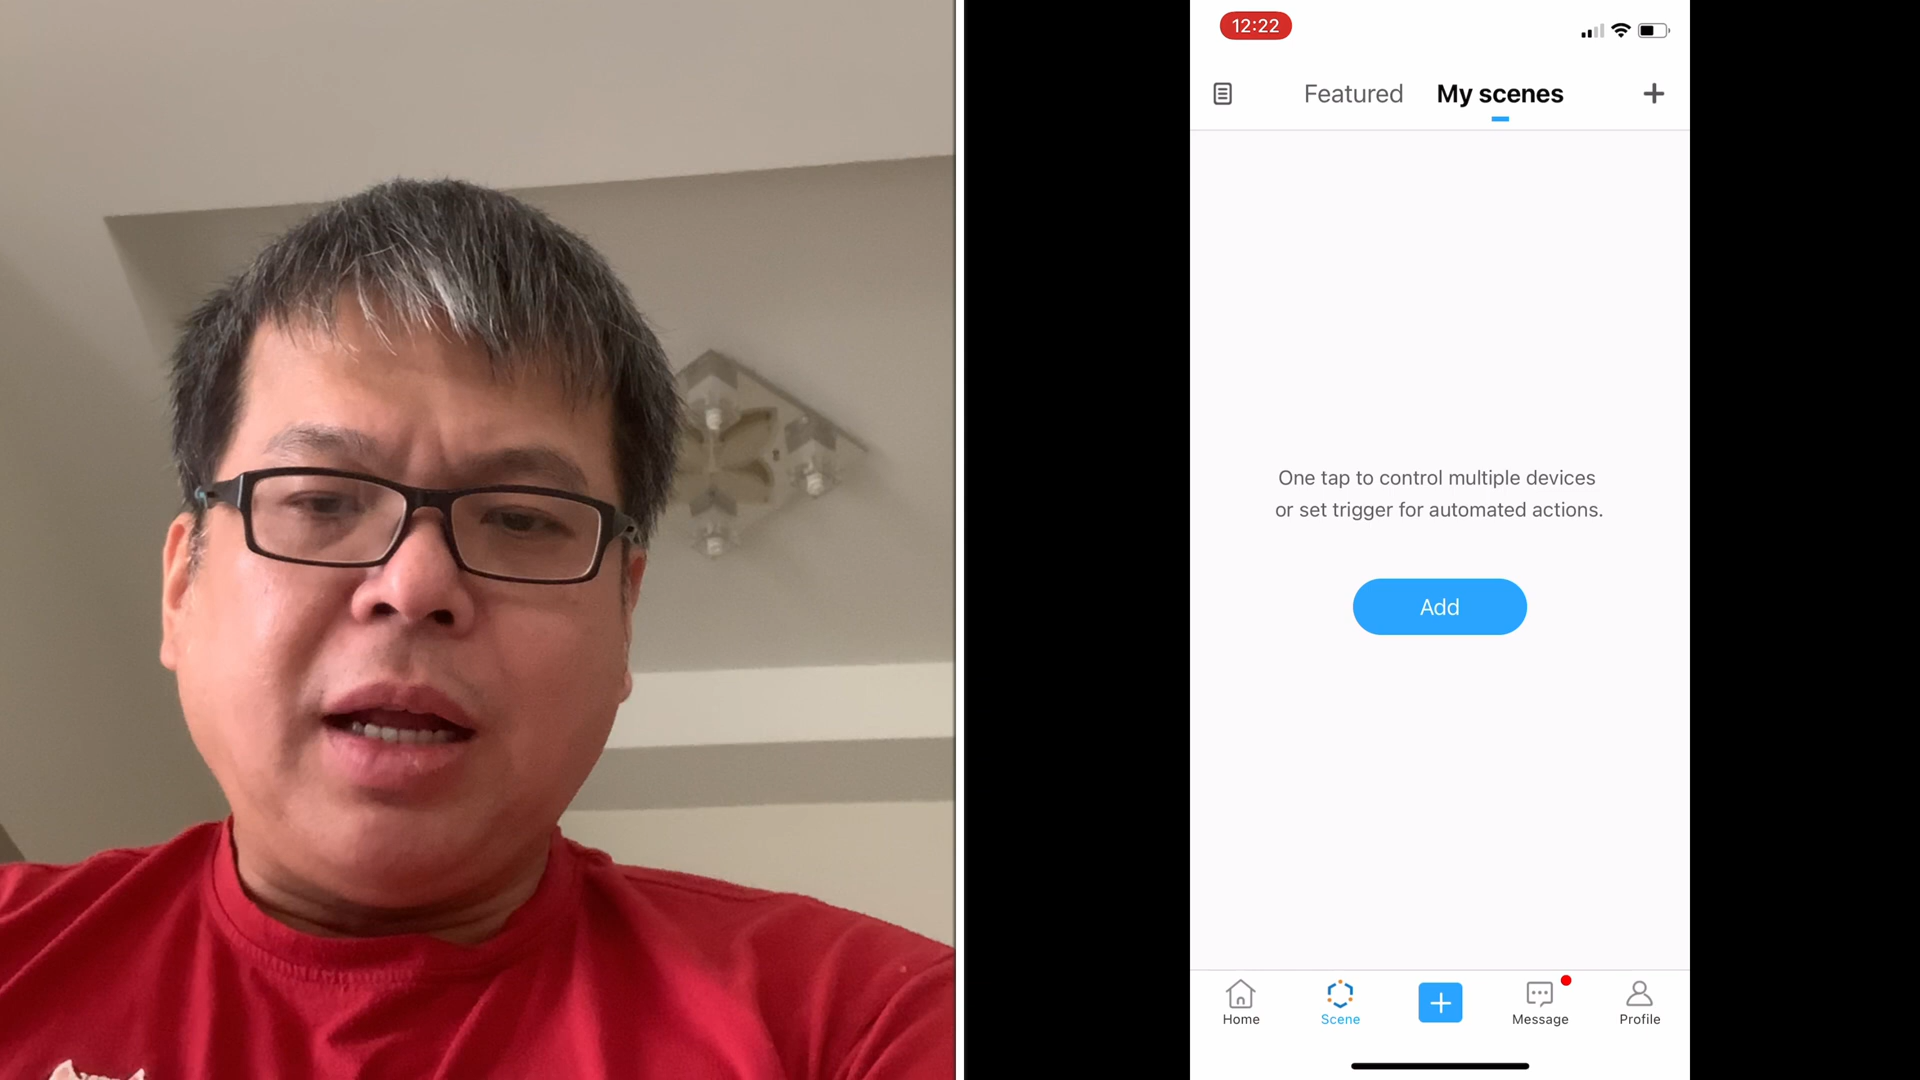 12:22
Featured My scenes
One tap to control multiple devices
or set trigger for automated actions.
Add
Home Scene Message Profile